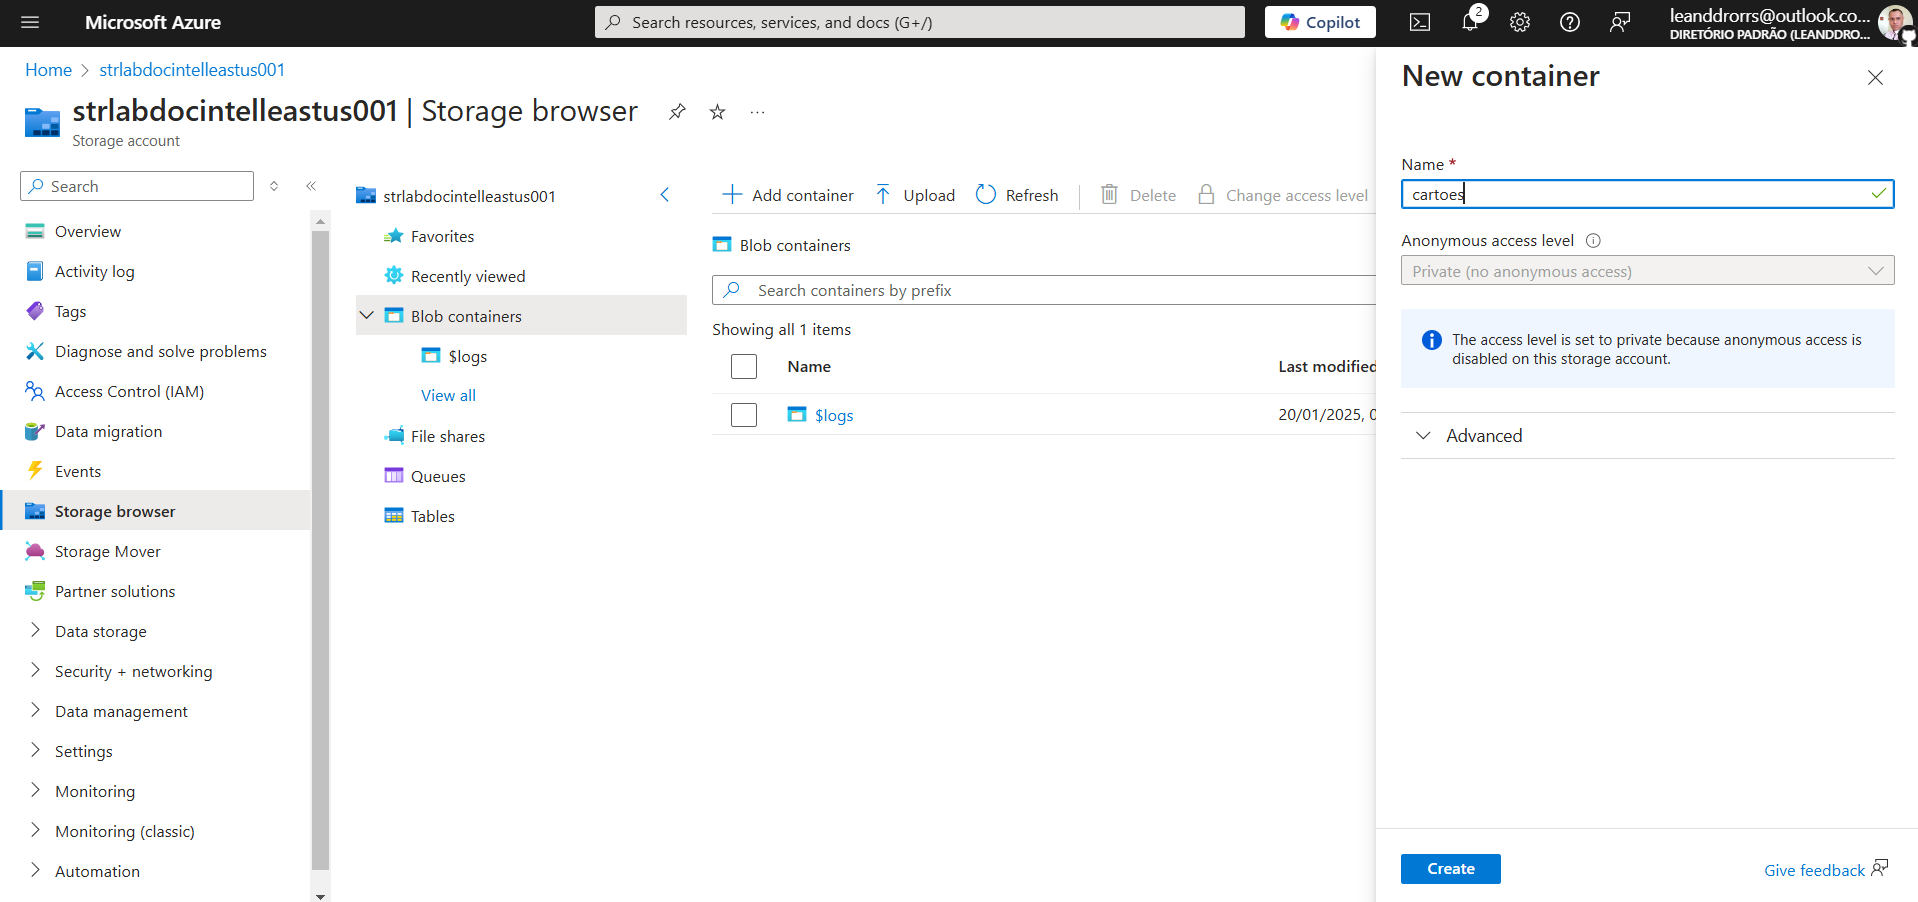 Microsoft Azure
Search resources, services, and docs (G+/)
Copilot
2
leanddrorrs@outlook.co...
DIRETÓRIO PADRÃO (LEANDDRO...
Home
strlabdocintelleastus001
strlabdocintelleastus001 | Storage browser
...
Storage account
Search
Overview
Activity log
Tags
Diagnose and solve problems
Access Control (IAM)
Data migration
Events
Storage browser
Storage Mover
Partner solutions
Data storage
Security + networking
Data management
Settings
Monitoring
Monitoring (classic)
Automation
strlabdocintelleastus001
Favorites
Recently viewed
Blob containers
$logs
View all
File shares
Queues
Tables
Add container
Upload
Refresh
Delete
Change access level
Blob containers
Search containers by prefix
Showing all 1 items
Name
Last modified
$logs
20/01/2025, 0
New container
Name *
cartoes
Anonymous access level
Private (no anonymous access)
The access level is set to private because anonymous access is
disabled on this storage account.
Advanced
Create
Give feedback